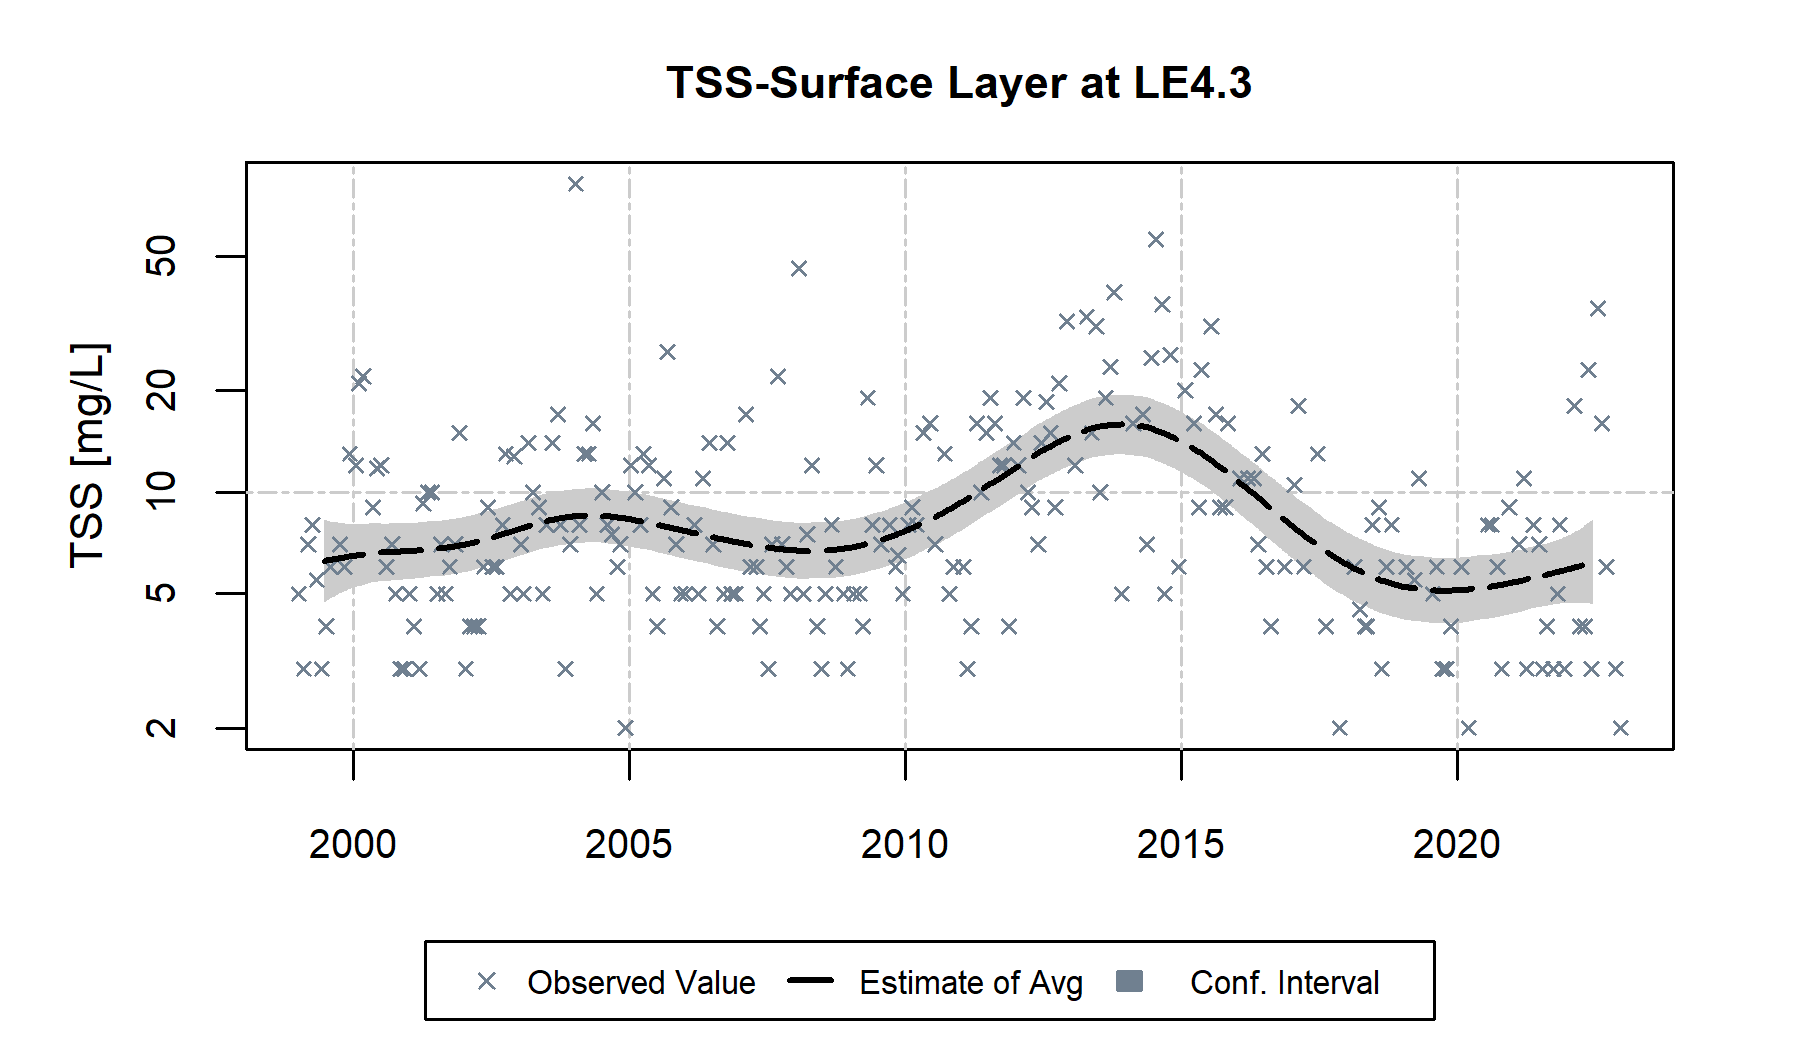 TSS-Surface Layer at LE4.3
TSS [mg/L]
50
20
10
5
2
2000 2005 2010 2015 2020
Observed Value Estimate of Avg Conf. Interval